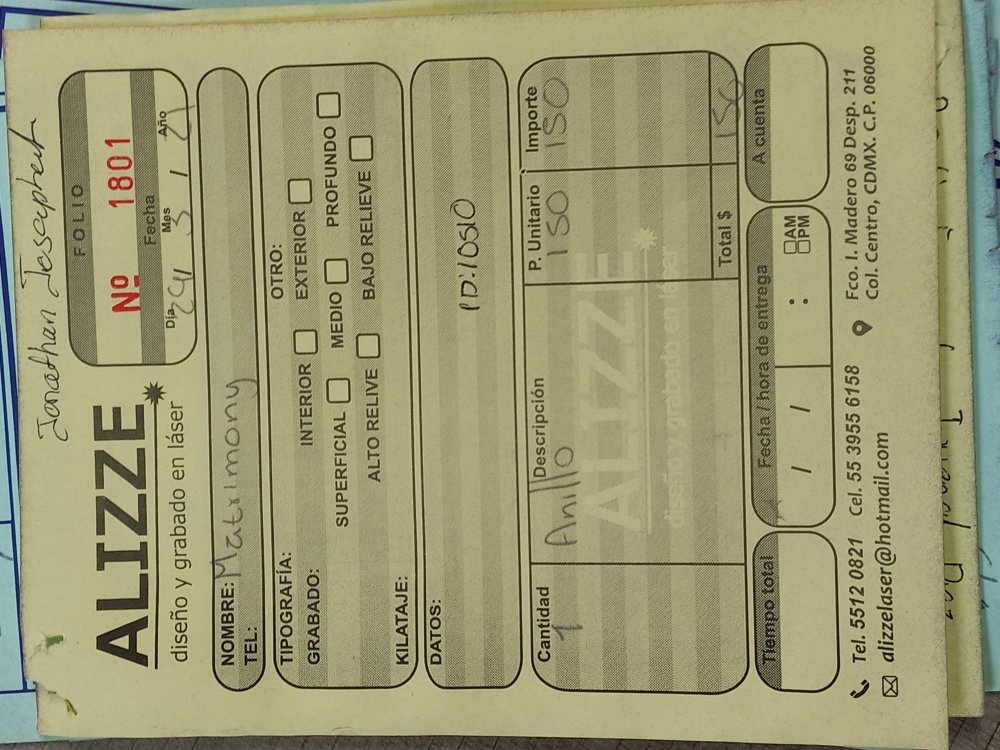 Jonathan Josepheit
ALIZZE
diseño y grabado en láser
FOLIO
Nº 1801
Fecha
Día Mes Año
24 / 3 / 21
NOMBRE: Matrimony
TEL:
TIPOGRAFÍA: OTRO:
GRABADO: INTERIOR EXTERIOR
SUPERFICIAL MEDIO PROFUNDO
ALTO RELIVE BAJO RELIEVE
KILATAJE:
DATOS:
ID:10510
Cantidad Descripción P. Unitario Importe
1 Anillo 150 150
ALIZZE
Total $ 150
Tiempo total Fecha / hora de entrega A cuenta
/ / : AM
PM
Tel. 5512 0821 Cel. 55 3955 6158
alizzelaser@hotmail.com
Fco. I. Madero 69 Desp. 211
Col. Centro, CDMX. C.P. 06000